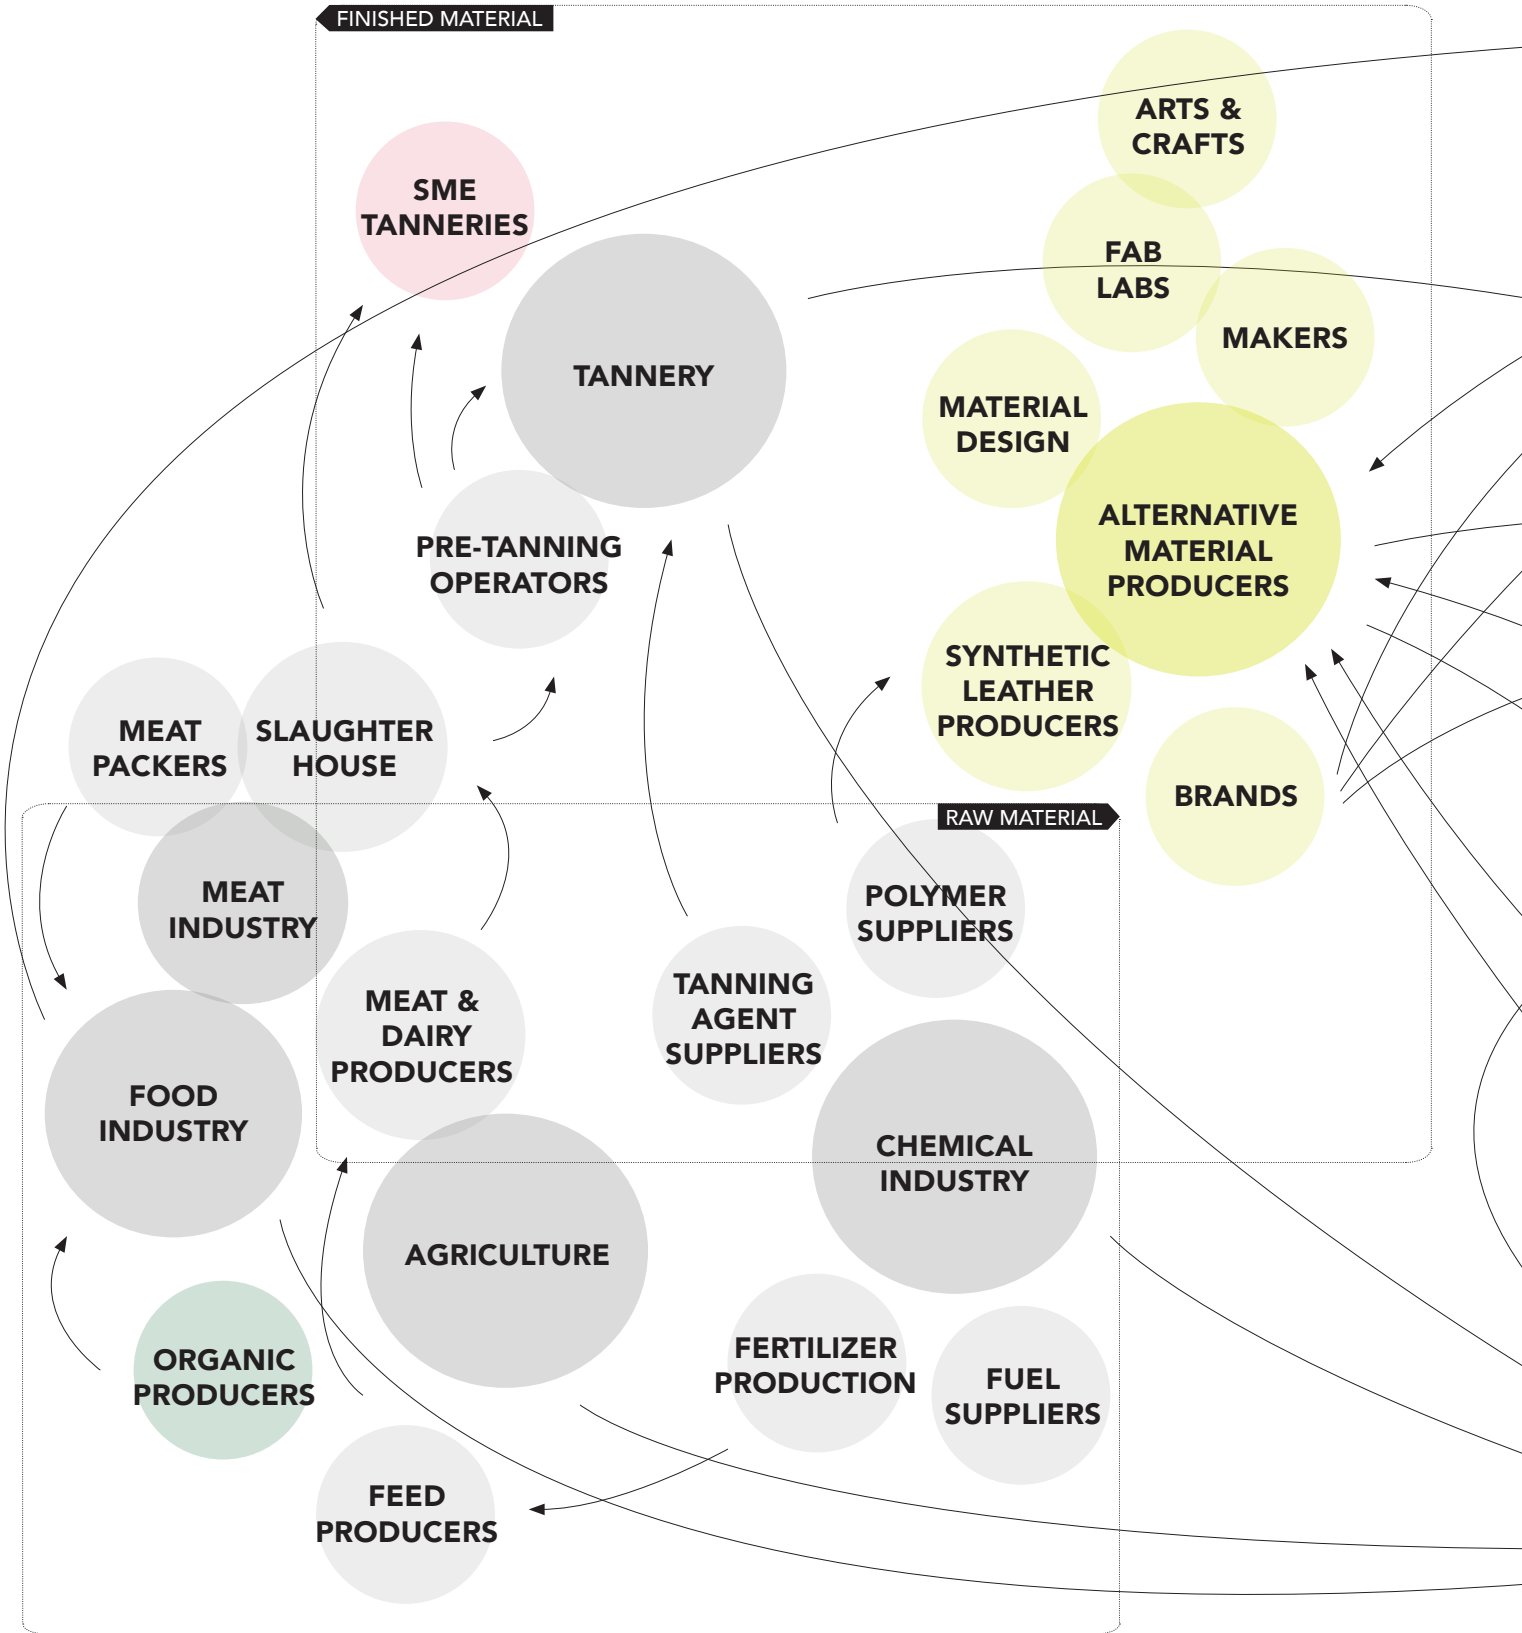 FINISHED MATERIAL
ARTS &
CRAFTS
SME
TANNERIES
FAB
LABS
MAKERS
TANNERY
MATERIAL
DESIGN
ALTERNATIVE
MATERIAL
PRODUCERS
PRE-TANNING
OPERATORS
SYNTHETIC
LEATHER
PRODUCERS
MEAT
PACKERS
SLAUGHTER
HOUSE
BRANDS
RAW MATERIAL
MEAT
INDUSTRY
POLYMER
SUPPLIERS
MEAT &
DAIRY
PRODUCERS
TANNING
AGENT
SUPPLIERS
FOOD
INDUSTRY
CHEMICAL
INDUSTRY
AGRICULTURE
ORGANIC
PRODUCERS
FERTILIZER
PRODUCTION
FUEL
SUPPLIERS
FEED
PRODUCERS